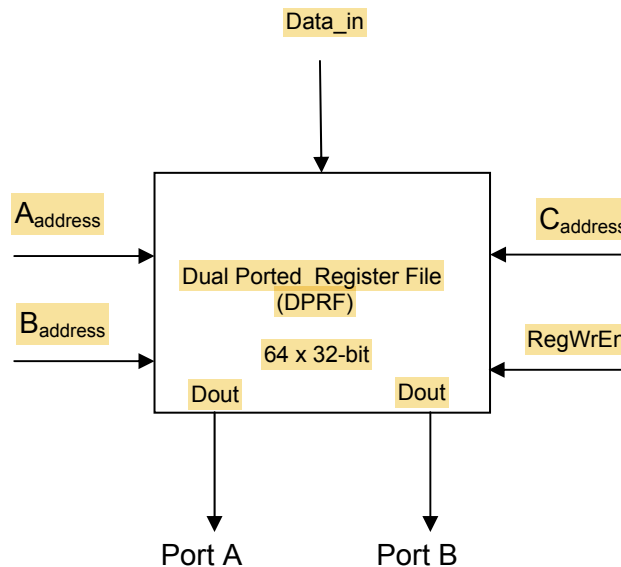 Data_in
Aaddress
Caddress
Dual Ported Register File
(DPRF)
Baddress
RegWrEn
64 x 32-bit
Dout
Dout
Port A
Port B